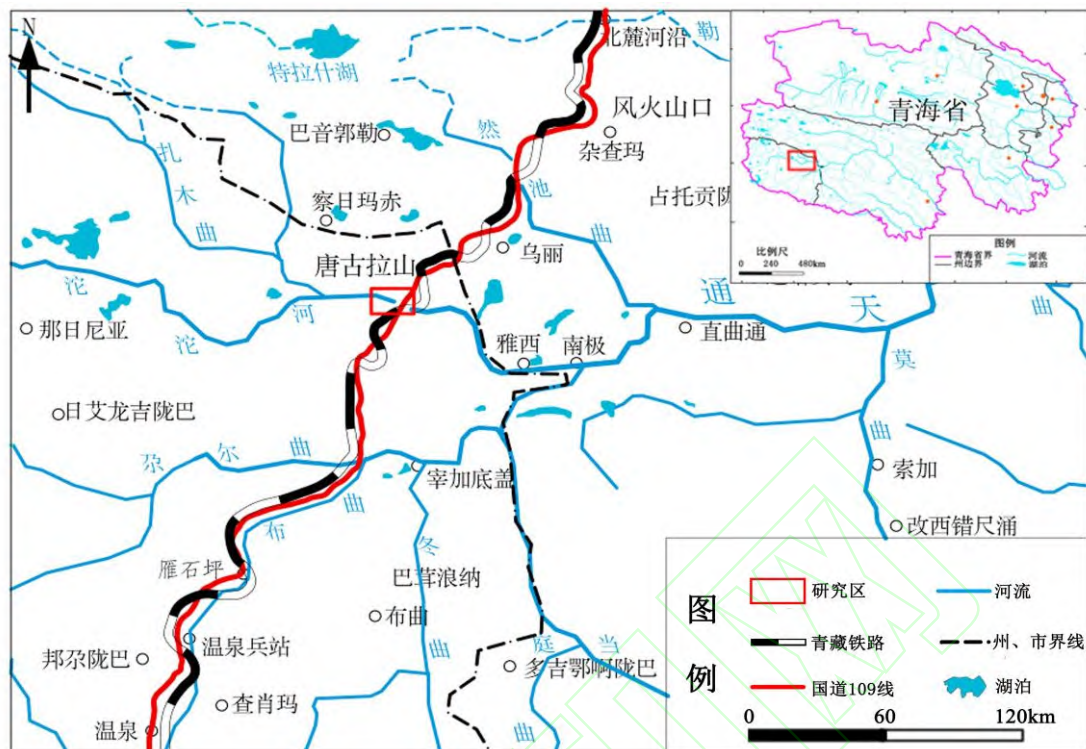 N
北麓河沿
勒
特拉什湖
风火山口
巴音郭勒
然
杂查玛
扎
木
曲
池
曲
占托贡陇
察日玛赤
乌丽
唐古拉山
沱
沱
河
通
天
曲
那日尼亚
雅西
南极
直曲通
莫
曲
日艾龙吉陇巴
尕
尔
曲
宰加底盖
索加
布
曲
改西错尺涌
雁石坪
冬
曲
巴茸浪纳
布曲
温泉兵站
邦尕陇巴
庭
当
曲
多吉鄂啊陇巴
查肖玛
温泉
青海省
比例尺
0 240 480km
图例
青海省界
河流
州边界
湖泊
图
例
研究区
河流
青藏铁路
州、市界线
国道109线
湖泊
0 60 120km